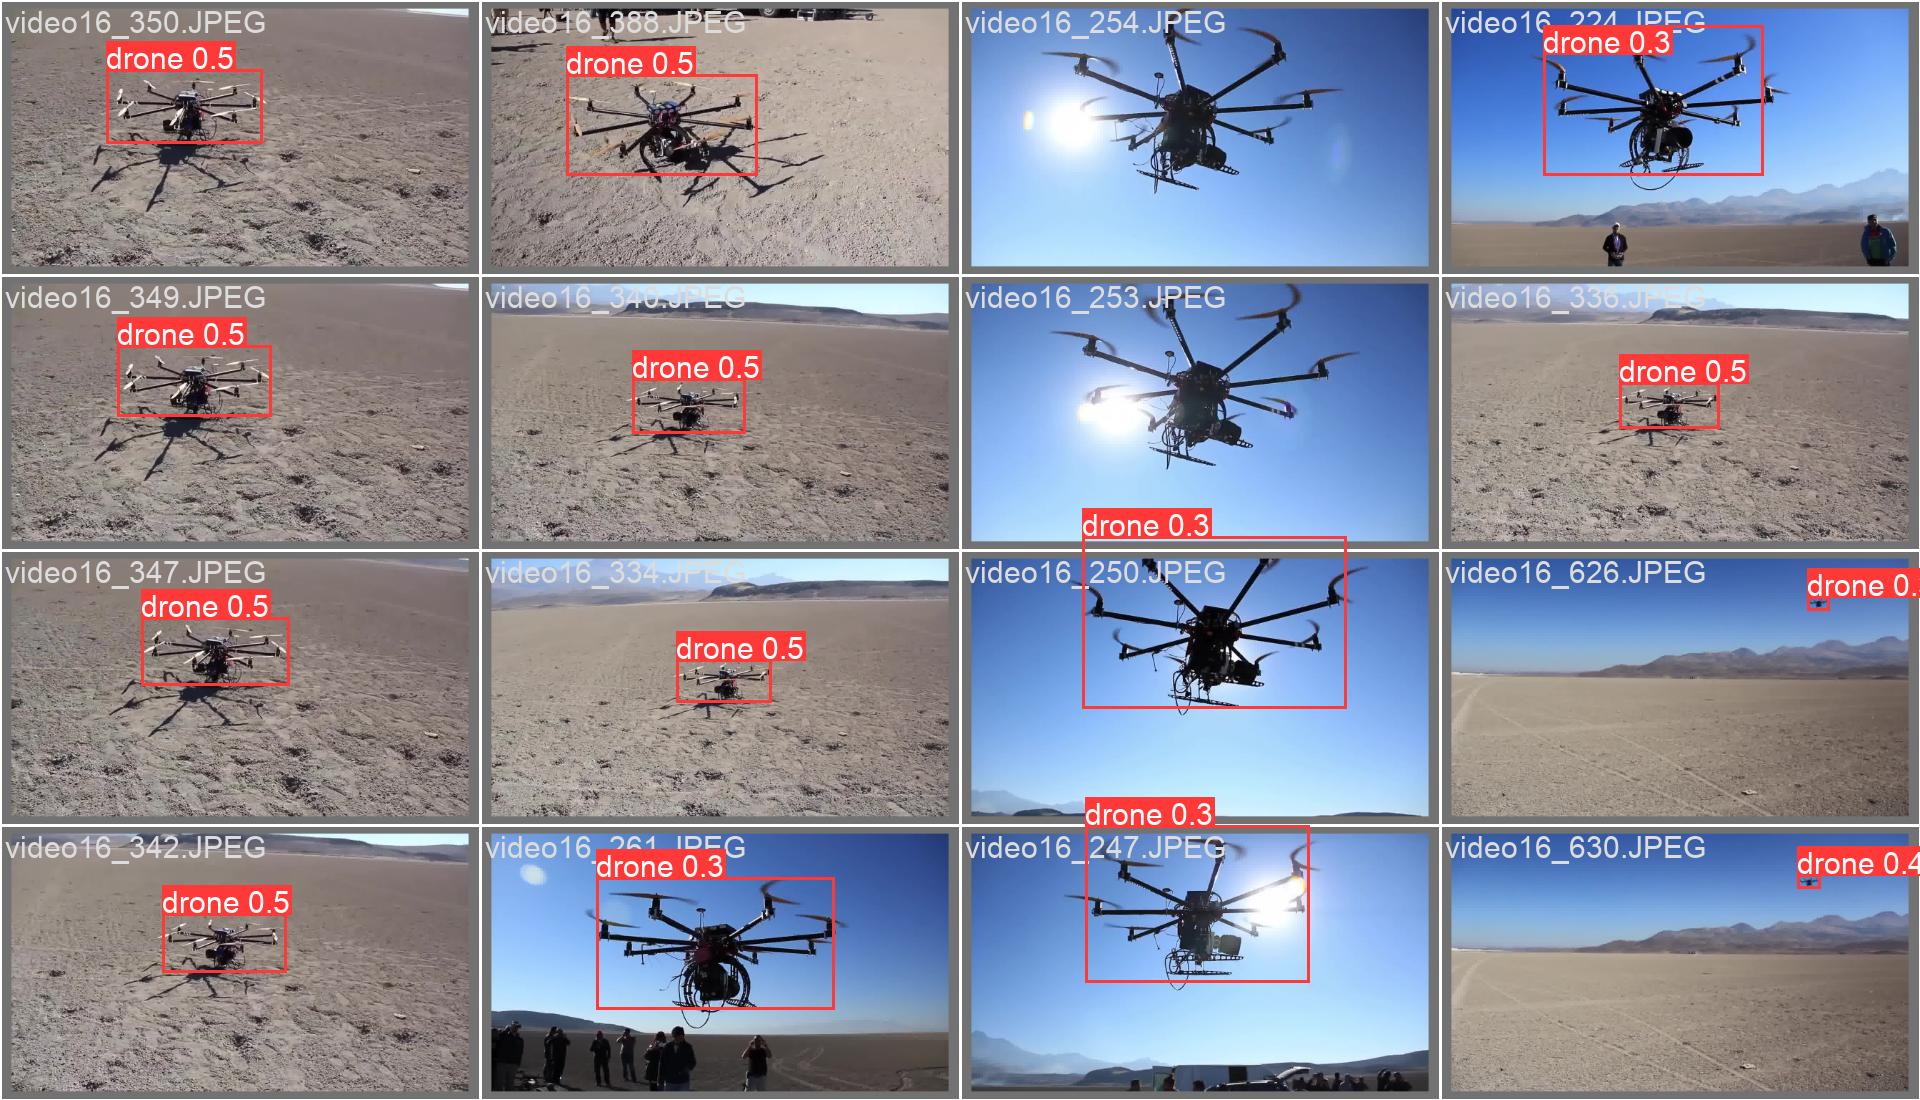 video16_350.JPEG
drone 0.5
video16_388.JPEG
drone 0.5
video16_254.JPEG
video16_224.JPEG
drone 0.3
video16_349.JPEG
drone 0.5
video16_340.JPEG
drone 0.5
video16_253.JPEG
video16_336.JPEG
drone 0.5
video16_347.JPEG
drone 0.5
video16_334.JPEG
drone 0.5
drone 0.3
video16_250.JPEG
video16_626.JPEG
drone 0.
video16_342.JPEG
drone 0.5
video16_261.JPEG
drone 0.3
drone 0.3
video16_247.JPEG
video16_630.JPEG
drone 0.4